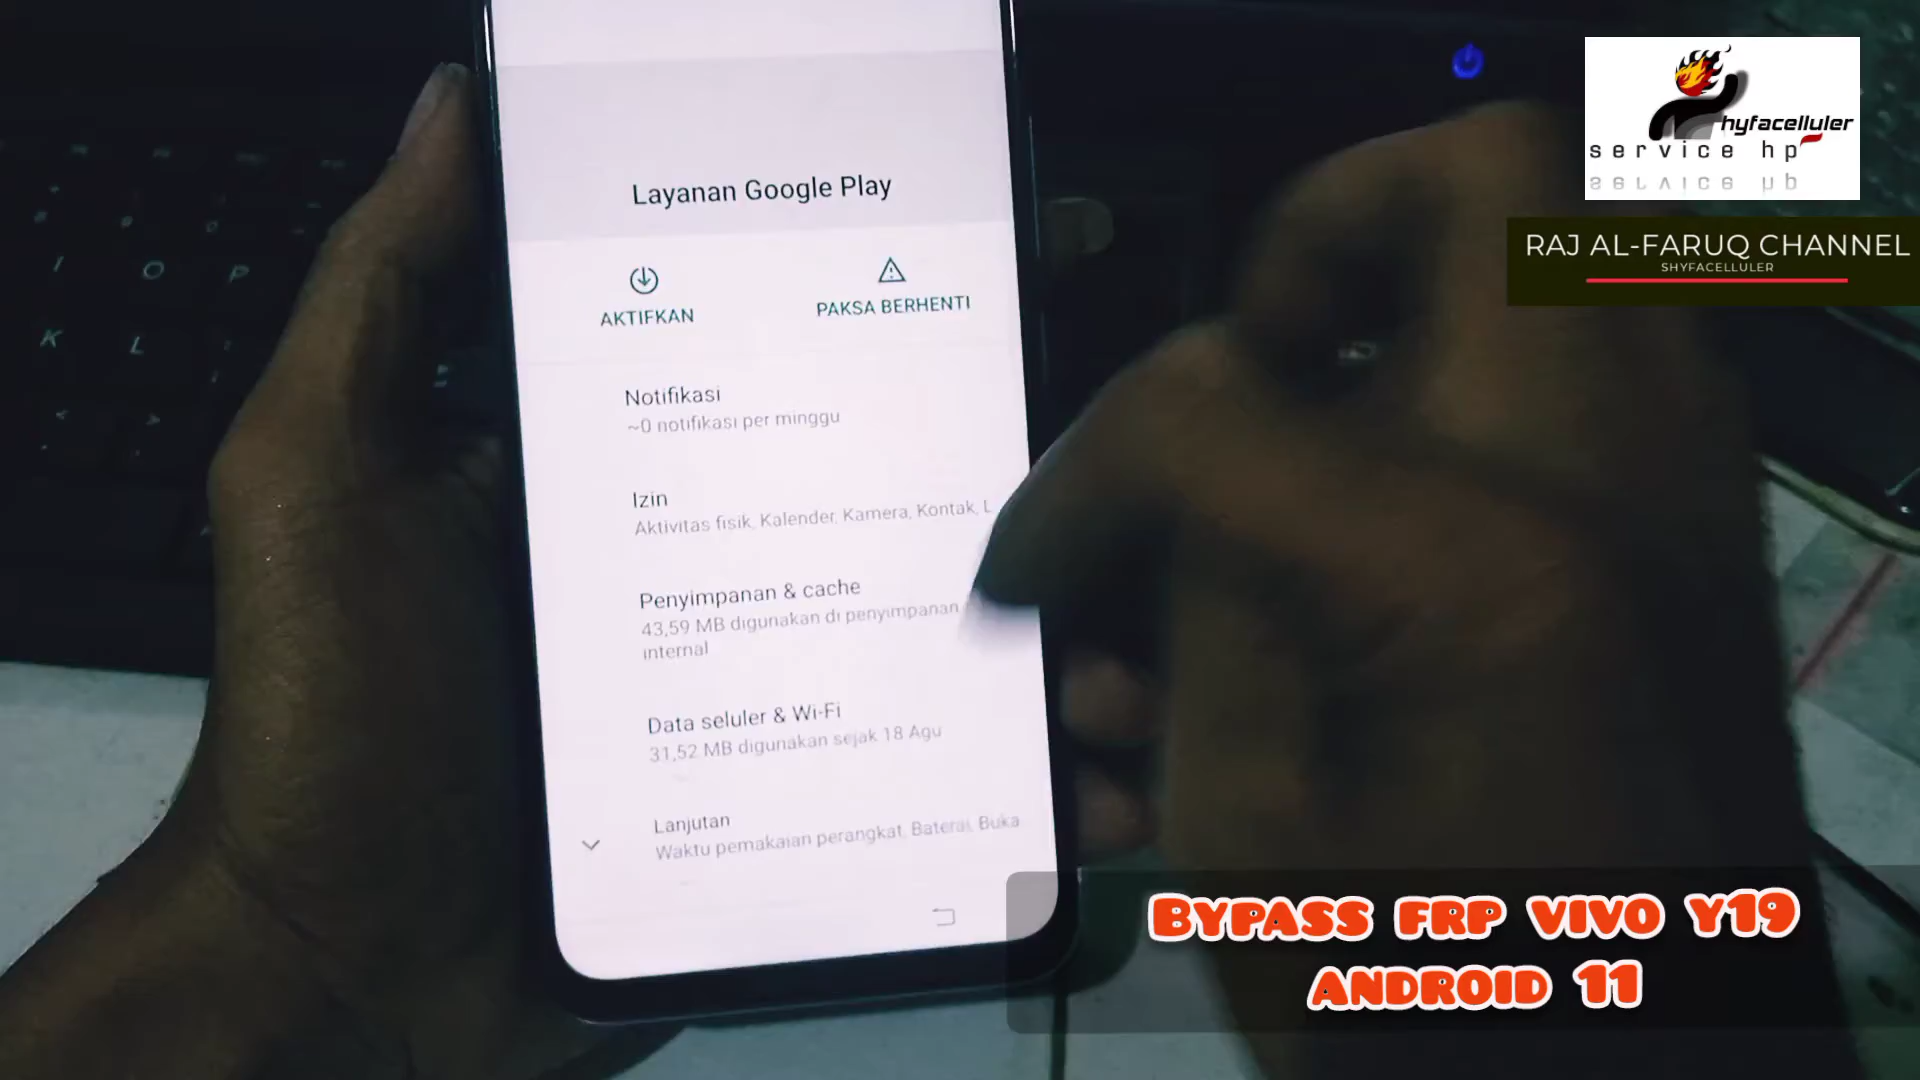 hyfacelluler
service hp
RAJ AL-FARUQ CHANNEL
SHYFACELLULER
Layanan Google Play
AKTIFKAN
PAKSA BERHENTI
Notifikasi
~0 notifikasi per minggu
Izin
Aktivitas fisik, Kalender, Kamera, Kontak, L
Penyimpanan & cache
43,59 MB digunakan di penyimpanan
internal
Data seluler & Wi-Fi
31,52 MB digunakan sejak 18 Agu
Lanjutan
Waktu pemakaian perangkat, Baterai, Buka
I O P
K L
< >
BYPASS FRP VIVO Y19
ANDROID 11